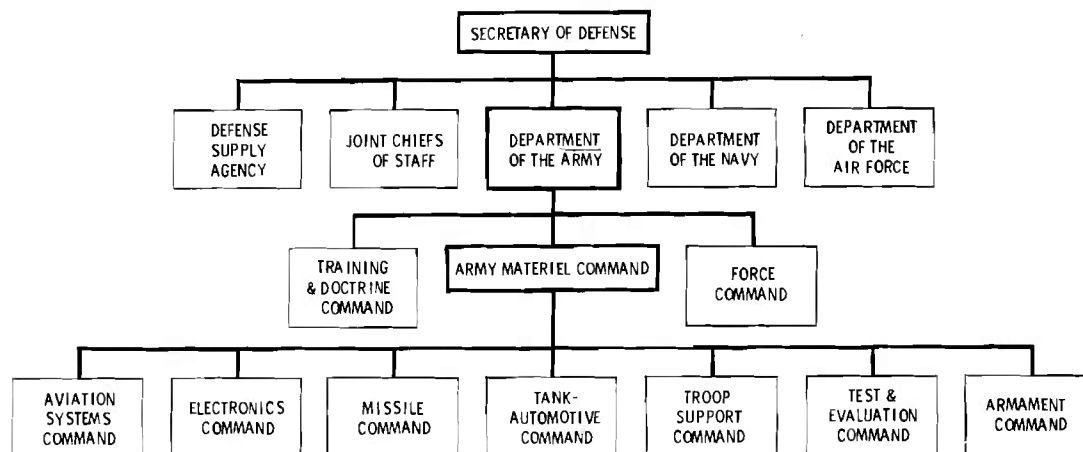 SECRETARY OF DEFENSE
DEFENSE
SUPPLY
AGENCY
JOINT CHIEFS
OF STAFF
DEPARTMENT
OF THE ARMY
DEPARTMENT
OF THE NAVY
DEPARTMENT
OF THE
AIR FORCE
TRAINING
& DOCTRINE
COMMAND
ARMY MATERIEL COMMAND
FORCE
COMMAND
AVIATION
SYSTEMS
COMMAND
ELECTRONICS
COMMAND
MISSILE
COMMAND
TANK-
AUTOMOTIVE
COMMAND
TROOP
SUPPORT
COMMAND
TEST &
EVALUATION
COMMAND
ARMAMENT
COMMAND